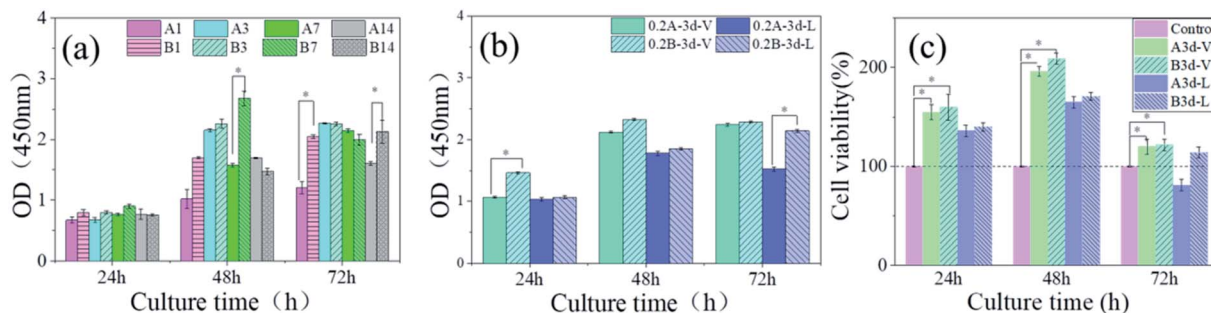 (a)
A1 A3 A7 A14
B1 B3 B7 B14
OD（450nm）
4
3
2
1
0
*
*
*
24h 48h 72h
Culture time（h）
(b)
0.2A-3d-V 0.2A-3d-L
0.2B-3d-V 0.2B-3d-L
OD（450nm）
4
3
2
1
0
*
*
24h 48h 72h
Culture time（h）
(c)
Control
A3d-V
B3d-V
A3d-L
B3d-L
Cell viability(%)
200
100
0
*
*
*
*
*
*
24h 48h 72h
Culture time (h)